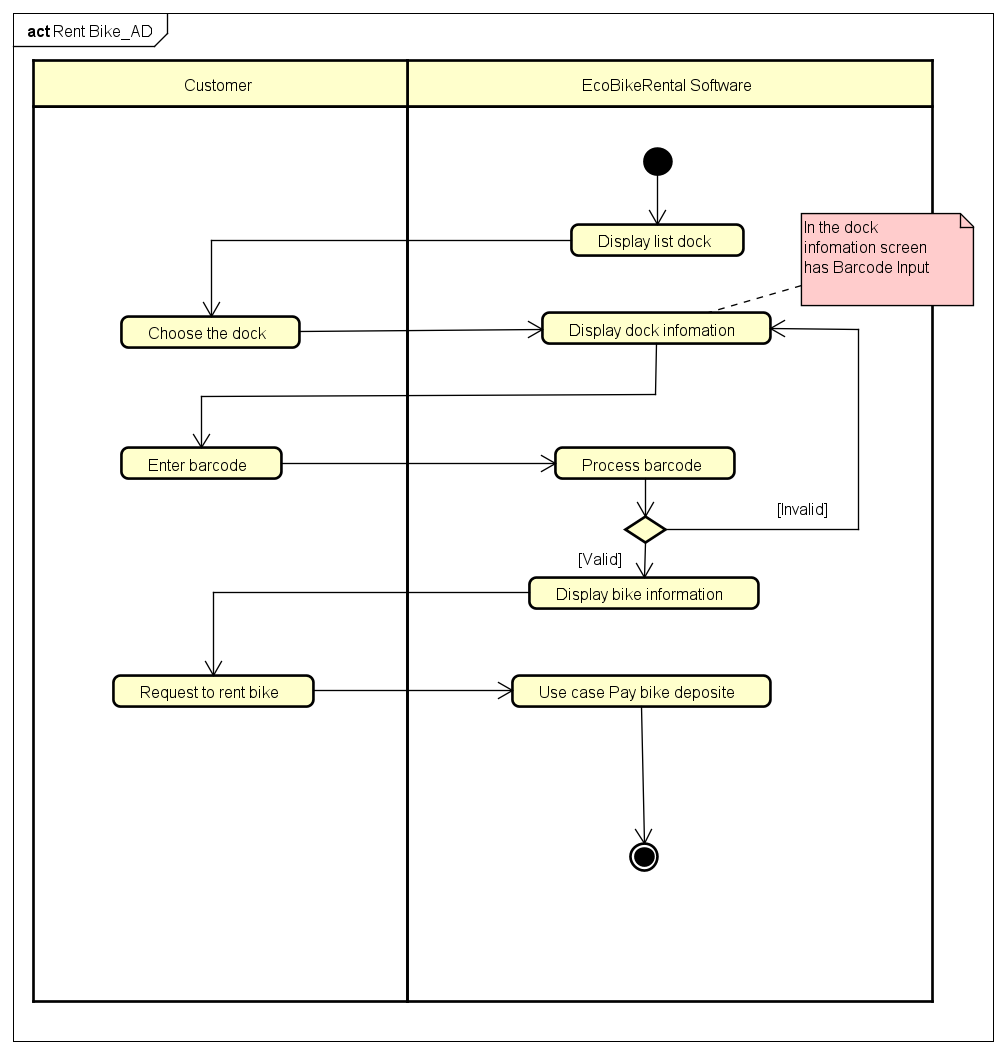 act Rent Bike_AD
Customer
EcoBikeRental Software
In the dock
infomation screen
has Barcode Input
Display list dock
Choose the dock
Display dock infomation
Enter barcode
Process barcode
[Invalid]
[Valid]
Display bike information
Request to rent bike
Use case Pay bike deposite